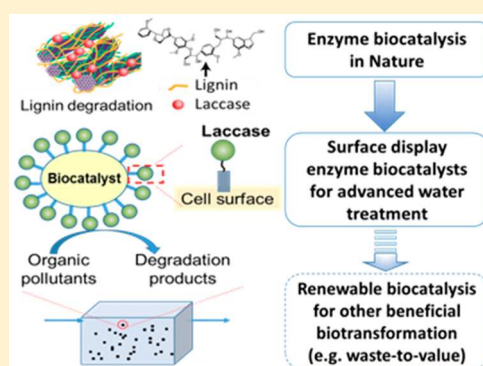 Lignin
Laccase
Lignin degradation
Laccase
Biocatalyst
Cell surface
Organic
pollutants
Degradation
products
Enzyme biocatalysis
in Nature
Surface display
enzyme biocatalysts
for advanced water
treatment
Renewable biocatalysis
for other beneficial
biotransformation
(e.g. waste-to-value)